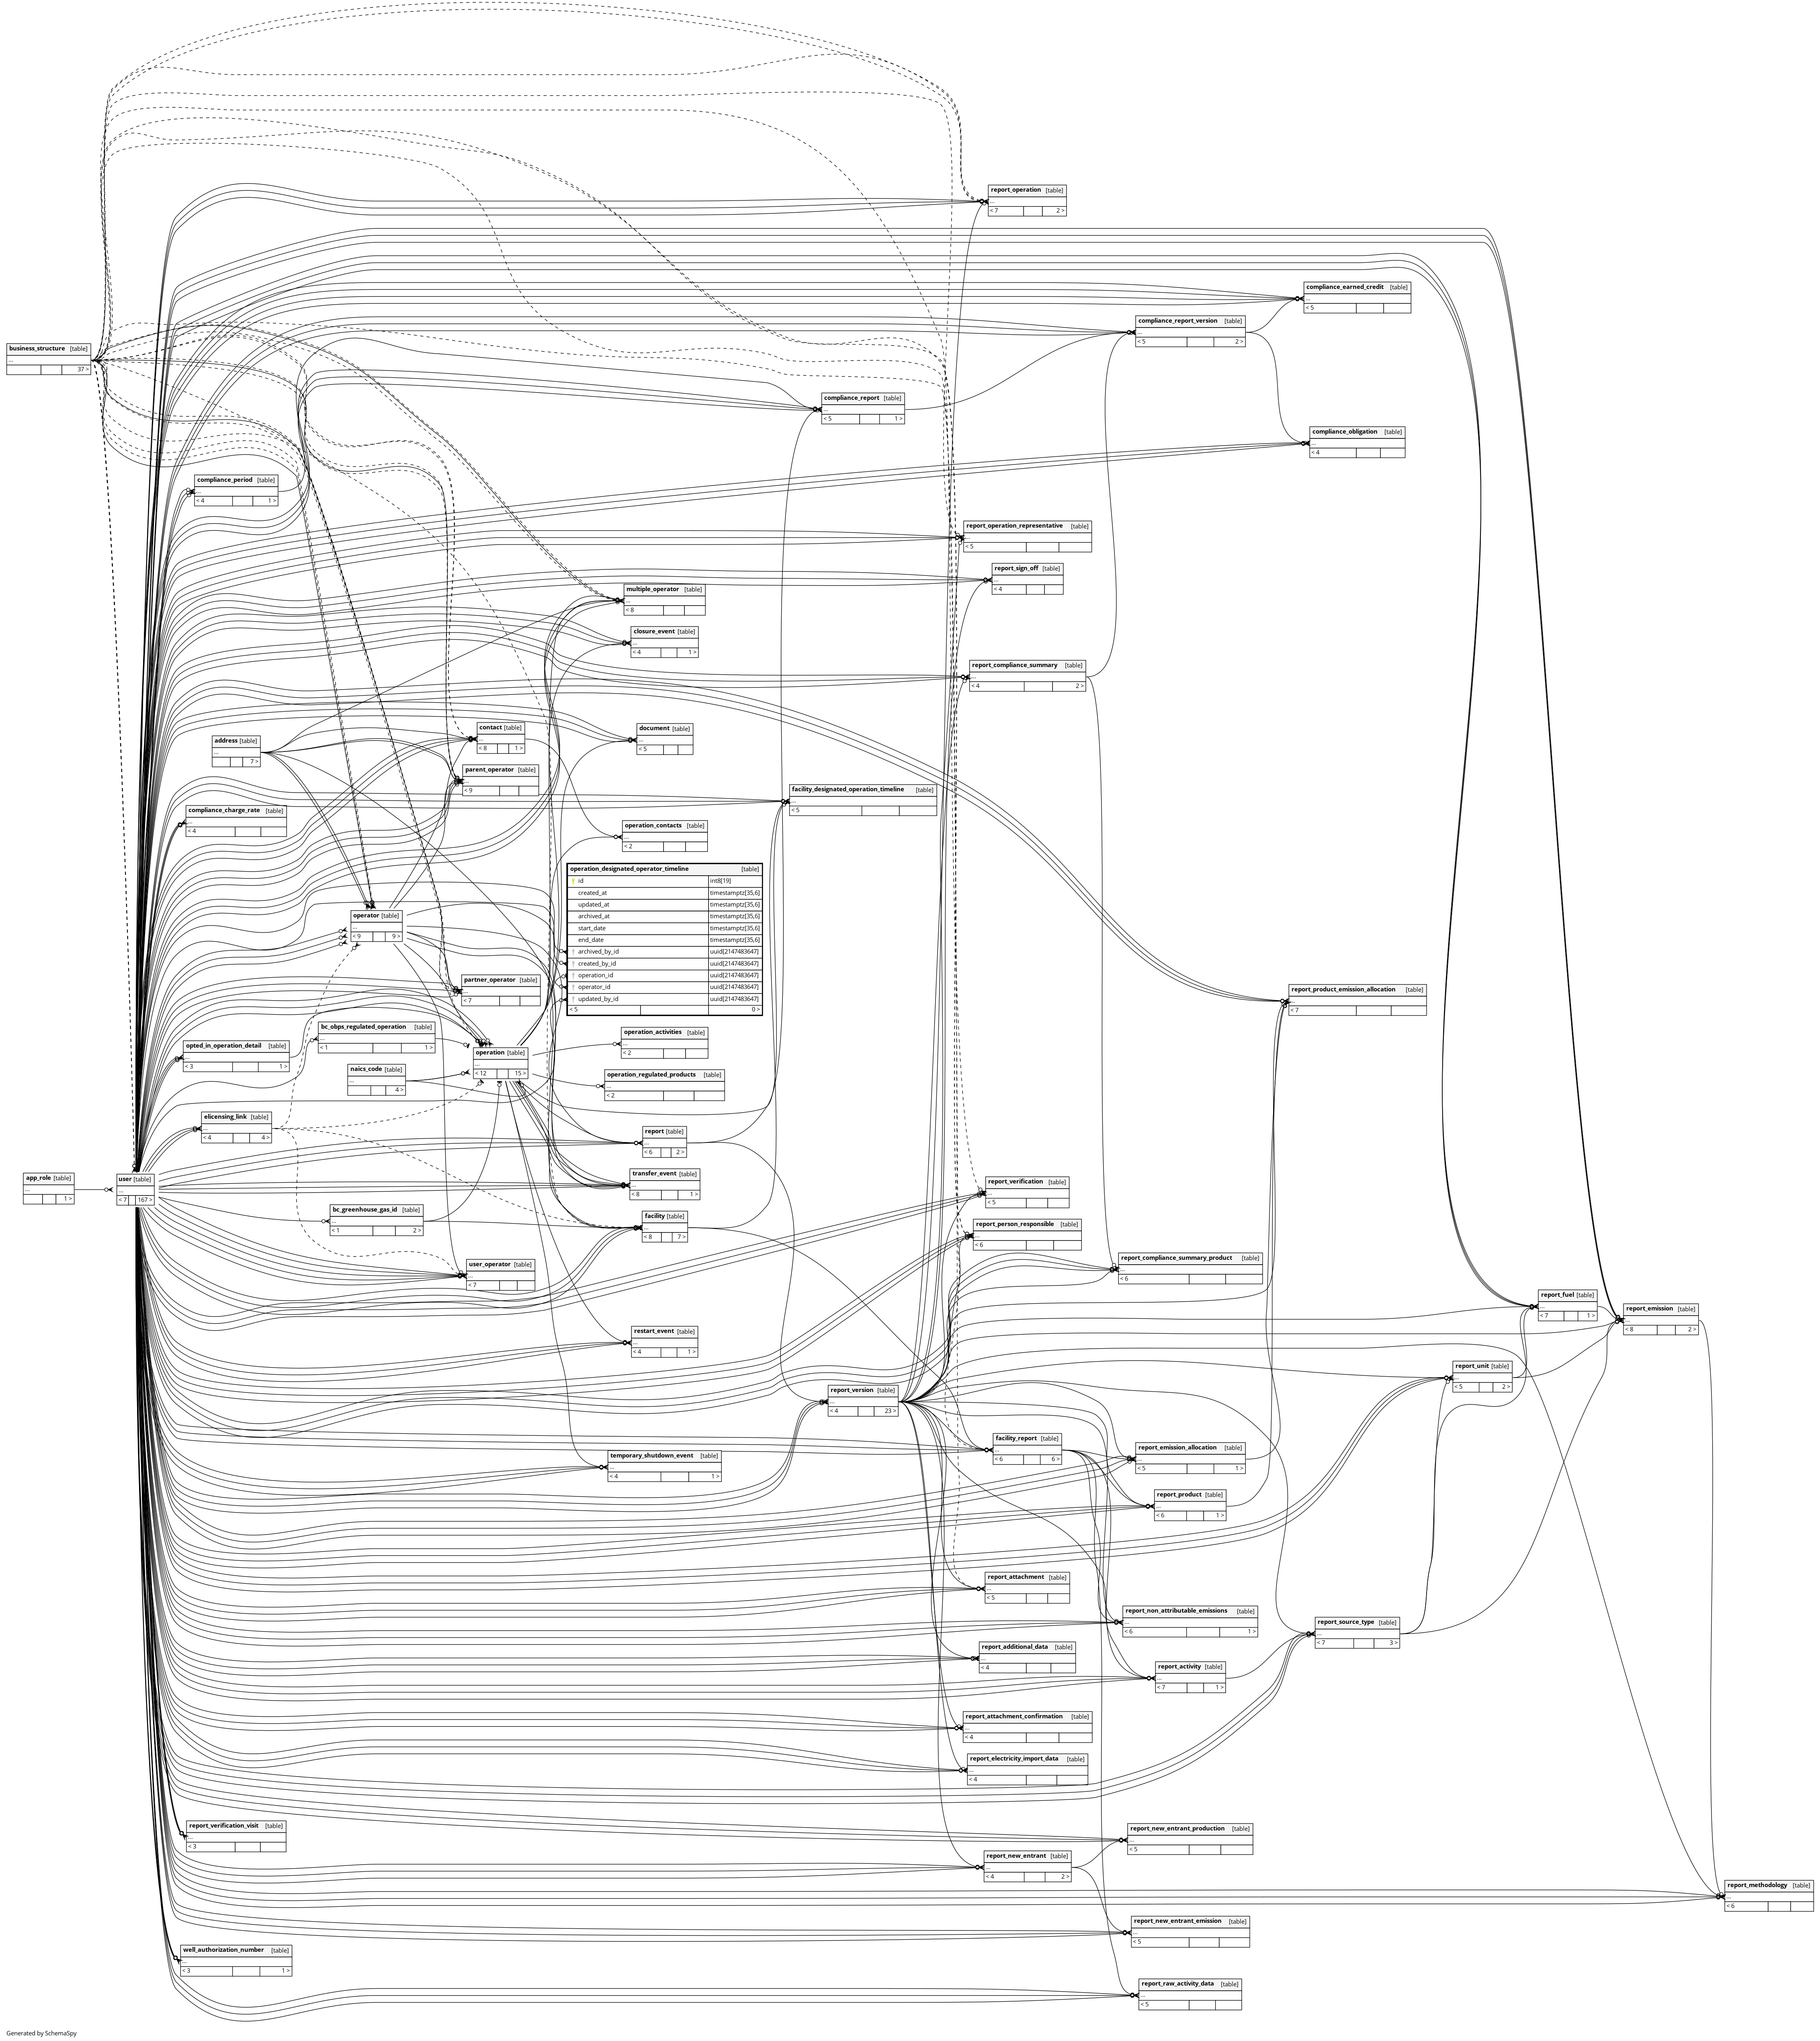 report_operation [table]
...
< 7 2 >
compliance_earned_credit [table]
...
< 5
compliance_report_version [table]
...
< 5 2 >
business_structure [table]
...
37 >
compliance_report [table]
...
< 5 1 >
compliance_obligation [table]
...
< 4
compliance_period [table]
...
< 4 1 >
report_operation_representative [table]
...
< 5
report_sign_off [table]
...
< 4
multiple_operator [table]
...
< 8
closure_event [table]
...
< 4 1 >
report_compliance_summary [table]
...
< 4 2 >
contact [table]
...
< 8 1 >
document [table]
...
< 5
address [table]
...
7 >
parent_operator [table]
...
< 9
facility_designated_operation_timeline [table]
...
< 5
compliance_charge_rate [table]
...
< 4
operation_contacts [table]
...
< 2
operation_designated_operator_timeline [table]
id int8[19]
created_at timestamptz[35,6]
updated_at timestamptz[35,6]
archived_at timestamptz[35,6]
start_date timestamptz[35,6]
end_date timestamptz[35,6]
archived_by_id uuid[2147483647]
created_by_id uuid[2147483647]
operation_id uuid[2147483647]
operator_id uuid[2147483647]
updated_by_id uuid[2147483647]
< 5 0 >
operator [table]
...
< 9 9 >
partner_operator [table]
...
< 7
report_product_emission_allocation [table]
...
< 7
bc_obps_regulated_operation [table]
...
< 1 1 >
operation_activities [table]
...
< 2
opted_in_operation_detail [table]
...
< 3 1 >
operation [table]
...
< 12 15 >
naics_code [table]
...
4 >
operation_regulated_products [table]
...
< 2
elicensing_link [table]
...
< 4 4 >
report [table]
...
< 6 2 >
app_role [table]
...
1 >
user [table]
...
< 7 167 >
transfer_event [table]
...
< 8 1 >
report_verification [table]
...
< 5
bc_greenhouse_gas_id [table]
...
< 1 2 >
facility [table]
...
< 8 7 >
report_person_responsible [table]
...
< 6
user_operator [table]
...
< 7
report_compliance_summary_product [table]
...
< 6
report_fuel [table]
...
< 7 1 >
report_emission [table]
...
< 8 2 >
restart_event [table]
...
< 4 1 >
report_unit [table]
...
< 5 2 >
report_version [table]
...
< 4 23 >
facility_report [table]
...
< 6 6 >
report_emission_allocation [table]
...
< 5 1 >
temporary_shutdown_event [table]
...
< 4 1 >
report_product [table]
...
< 6 1 >
report_attachment [table]
...
< 5
report_non_attributable_emissions [table]
...
< 6 1 >
report_source_type [table]
...
< 7 3 >
report_additional_data [table]
...
< 4
report_activity [table]
...
< 7 1 >
report_attachment_confirmation [table]
...
< 4
report_electricity_import_data [table]
...
< 4
report_verification_visit [table]
...
< 3
report_new_entrant_production [table]
...
< 5
report_new_entrant [table]
...
< 4 2 >
report_methodology [table]
...
< 6
report_new_entrant_emission [table]
...
< 5
well_authorization_number [table]
...
< 3 1 >
report_raw_activity_data [table]
...
< 5
Generated by SchemaSpy